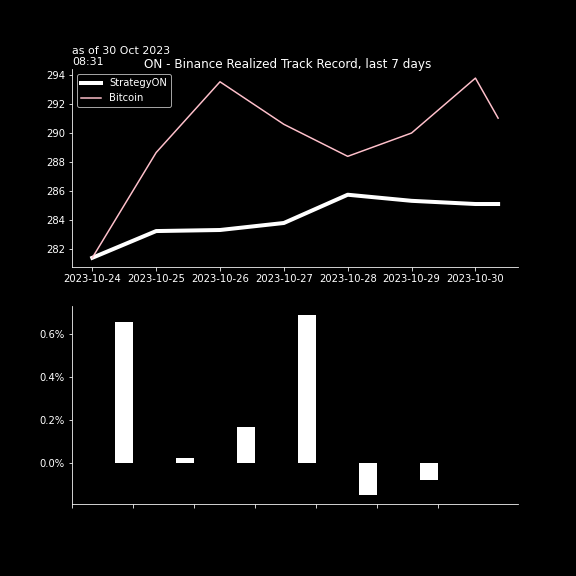 as of 30 Oct 2023
08:31
ON - Binance Realized Track Record, last 7 days
294
292
290
288
286
284
282
StrategyON
Bitcoin
2023-10-24 2023-10-25 2023-10-26 2023-10-27 2023-10-28 2023-10-29 2023-10-30
0.6%
0.4%
0.2%
0.0%